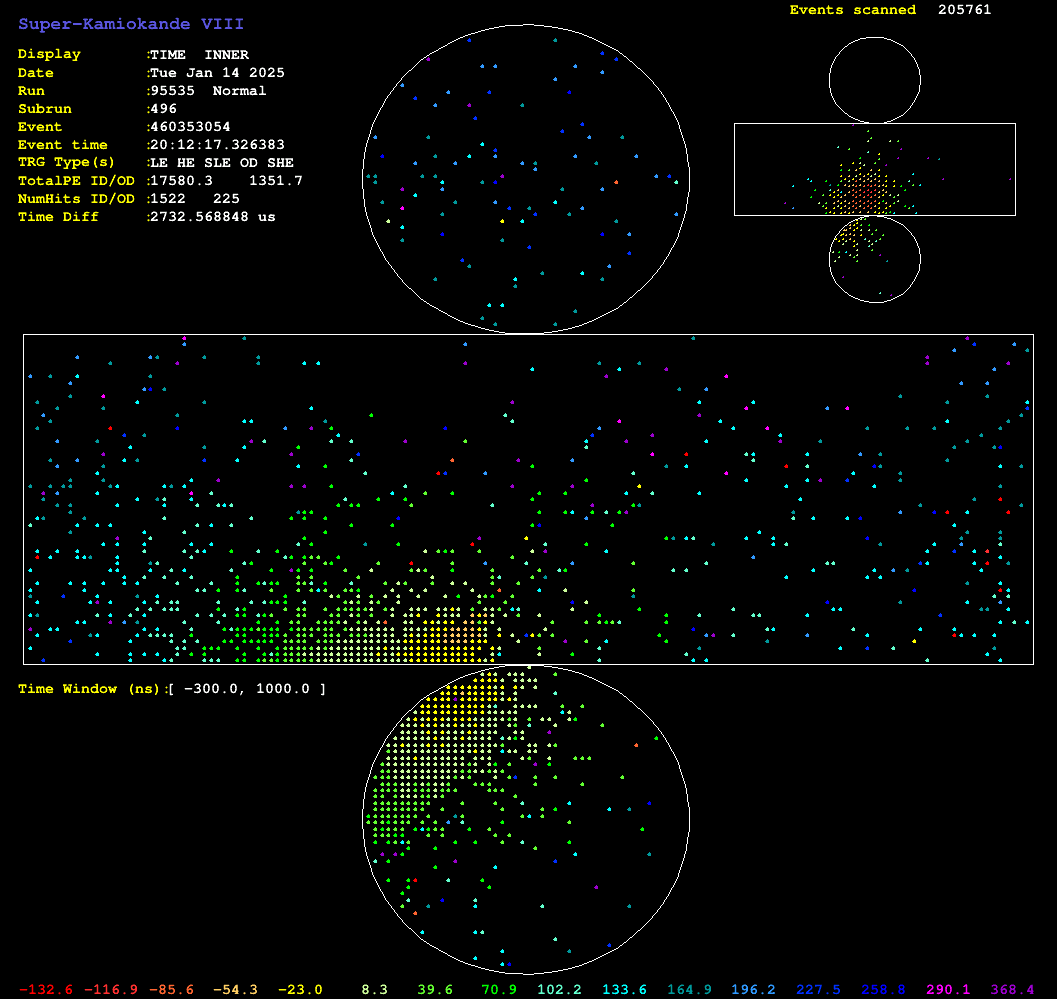 Super-Kamiokande VIII
Events scanned 205761
Display :TIME INNER
Date :Tue Jan 14 2025
Run :95535 Normal
Subrun :496
Event :460353054
Event time :20:12:17.326383
TRG Type(s) :LE HE SLE OD SHE
TotalPE ID/OD :17580.3 1351.7
NumHits ID/OD :1522 225
Time Diff :2732.568848 us
Time Window (ns):[ -300.0, 1000.0 ]
-132.6 -116.9 -85.6 -54.3 -23.0 8.3 39.6 70.9 102.2 133.6 164.9 196.2 227.5 258.8 290.1 368.4